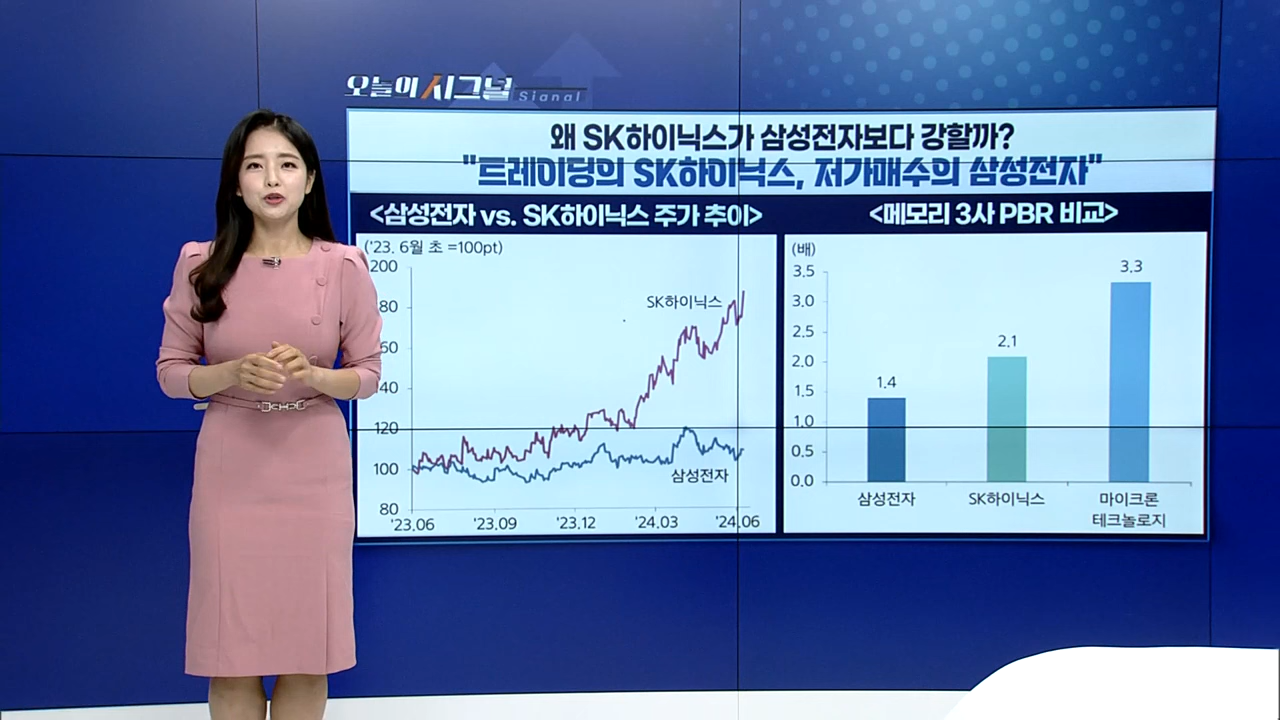 오늘의 시그널
Signal
왜 SK하이닉스가 삼성전자보다 강할까?
"트레이딩의 SK하이닉스, 저가매수의 삼성전자"
<삼성전자 vs. SK하이닉스 주가 추이>
('23. 6월 초 =100pt)
200
80
60
40
120
100
80
SK하이닉스
삼성전자
'23.06 '23.09 '23.12 '24.03 '24.06
<메모리 3사 PBR 비교>
(배)
3.5
3.0
2.5
2.0
1.5
1.0
0.5
0.0
1.4
2.1
3.3
삼성전자 SK하이닉스 마이크론
테크놀로지